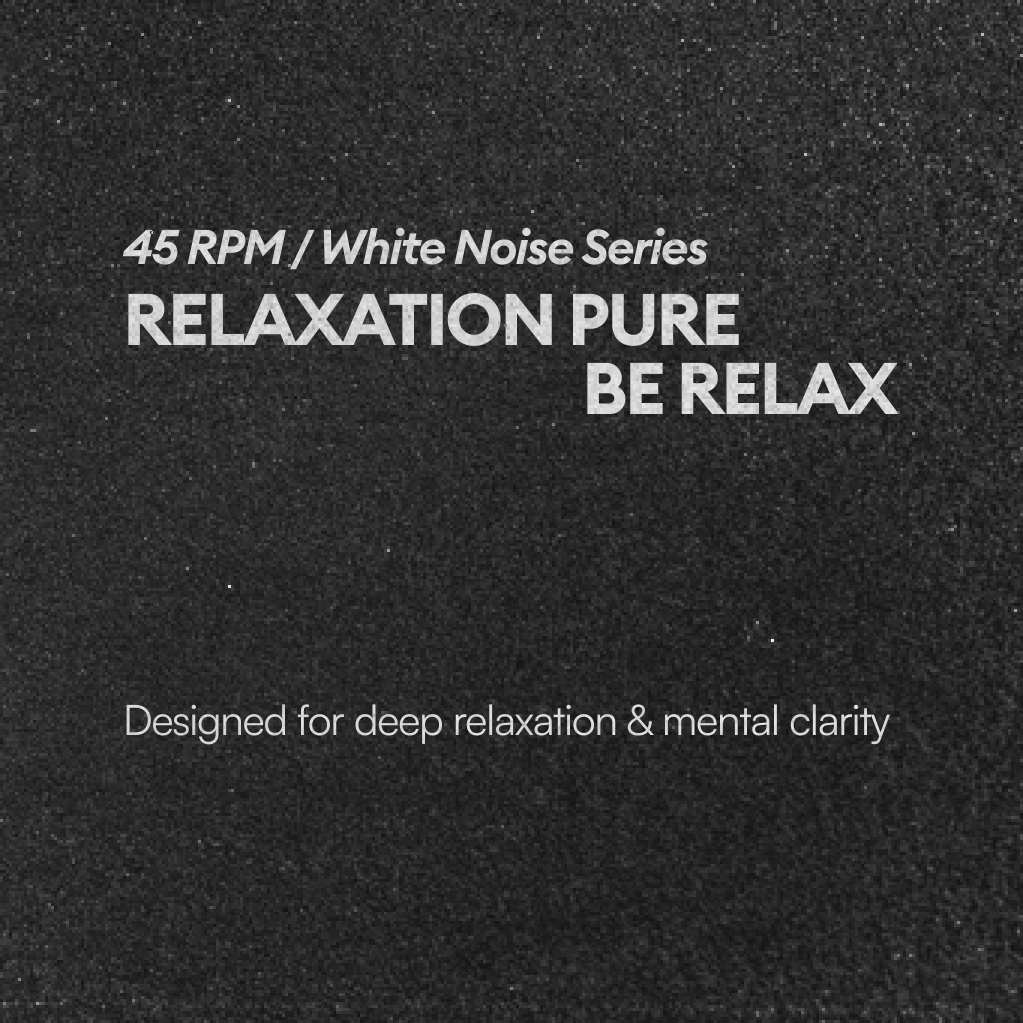 45 RPM / White Noise Series
RELAXATION PURE
BE RELAX
Designed for deep relaxation & mental clarity